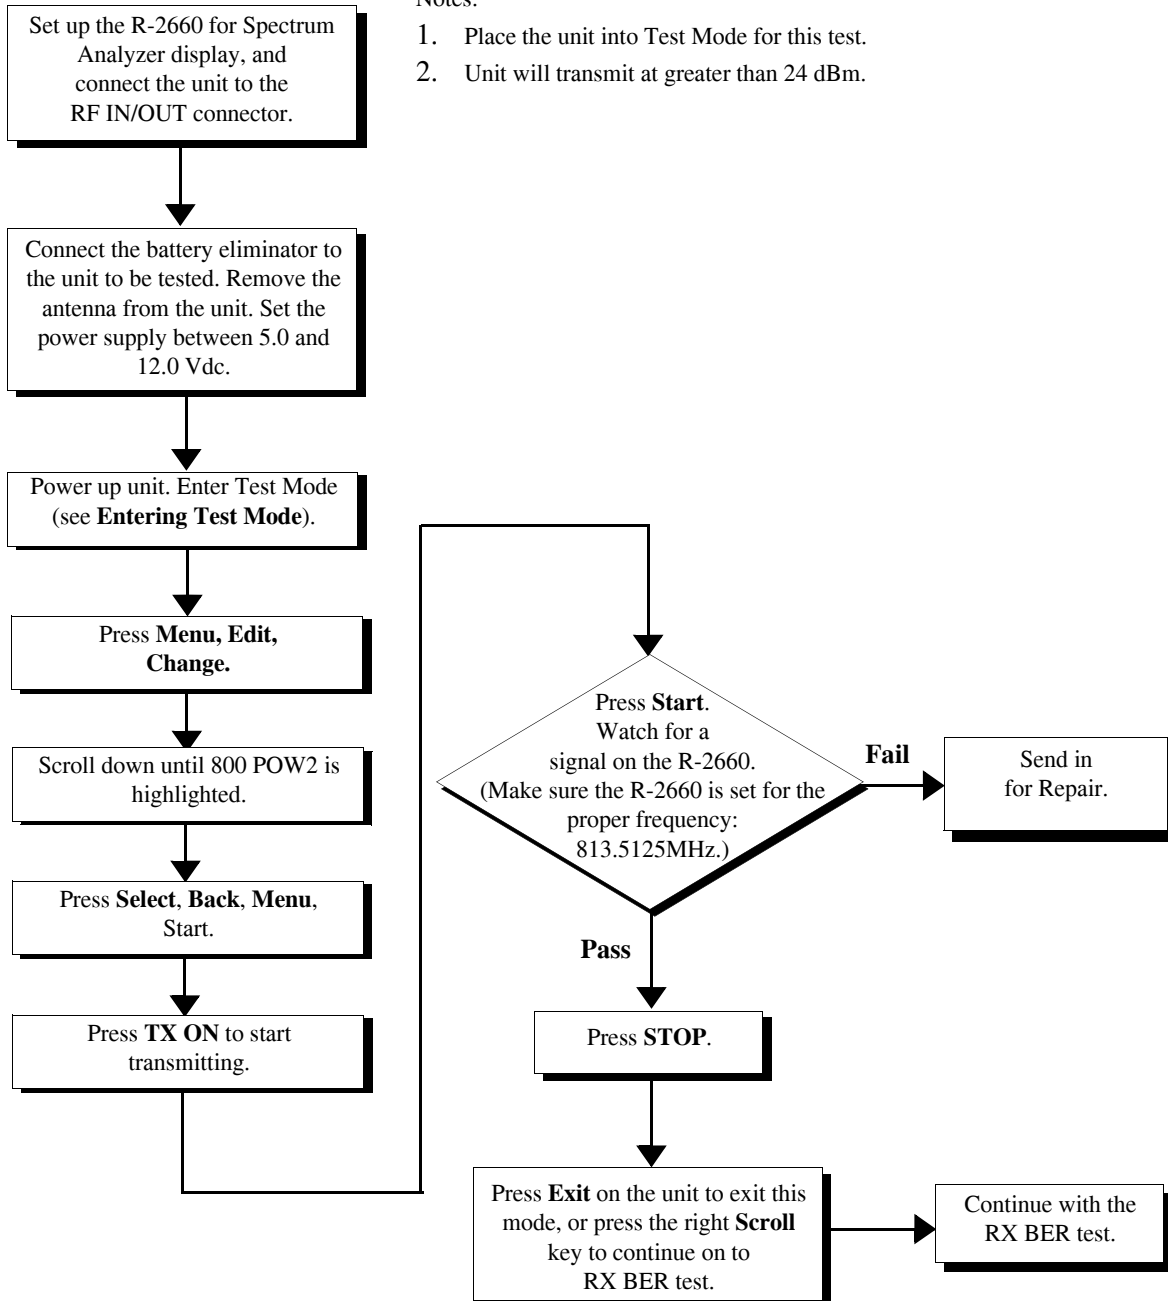 Notes:
1. Place the unit into Test Mode for this test.
2. Unit will transmit at greater than 24 dBm.
Set up the R-2660 for Spectrum
Analyzer display, and
connect the unit to the
RF IN/OUT connector.
Connect the battery eliminator to
the unit to be tested. Remove the
antenna from the unit. Set the
power supply between 5.0 and
12.0 Vdc.
Power up unit. Enter Test Mode
(see Entering Test Mode).
Press Menu, Edit,
Change.
Scroll down until 800 POW2 is
highlighted.
Press Select, Back, Menu,
Start.
Press TX ON to start
transmitting.
Press Start.
Watch for a
signal on the R-2660.
(Make sure the R-2660 is set for the
proper frequency:
813.5125MHz.)
Fail
Send in
for Repair.
Pass
Press STOP.
Press Exit on the unit to exit this
mode, or press the right Scroll
key to continue on to
RX BER test.
Continue with the
RX BER test.